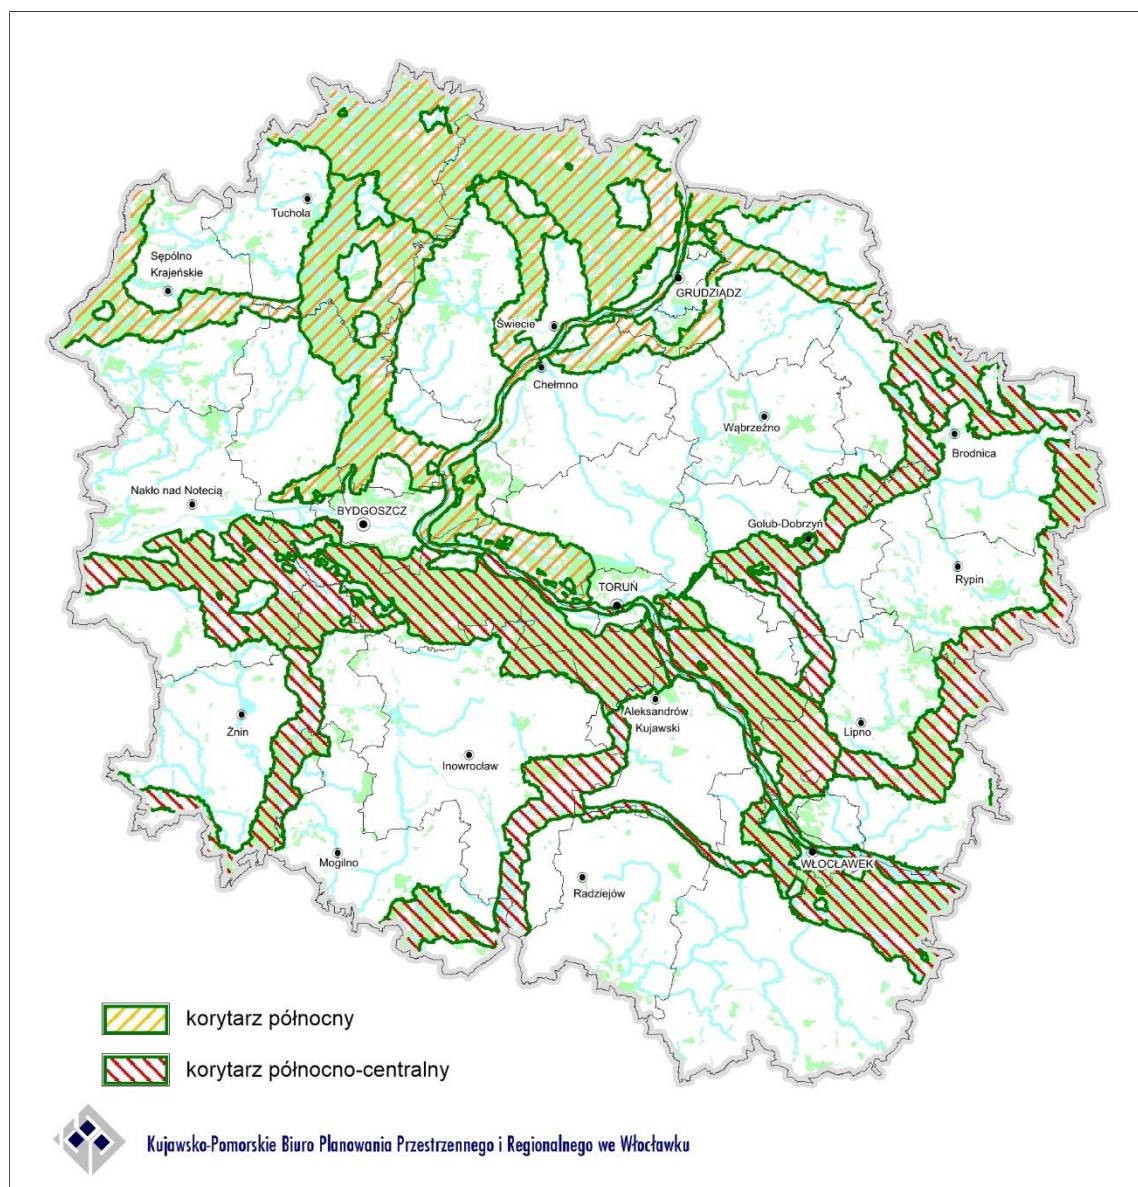 Tuchola
Sępólno
Krajeńskie
GRUDZIĄDZ
Świecie
Chełmno
Wąbrzeźno
Brodnica
Nakło nad Notecią
BYDGOSZCZ
Golub-Dobrzyń
Rypin
TORUŃ
Aleksandrów
Kujawski
Żnin
Lipno
Inowrocław
Mogilno
WŁOCŁAWEK
Radziejów
korytarz północny
korytarz północno-centralny
Kujawsko-Pomorskie Biuro Planowania Przestrzennego i Regionalnego we Włocławku